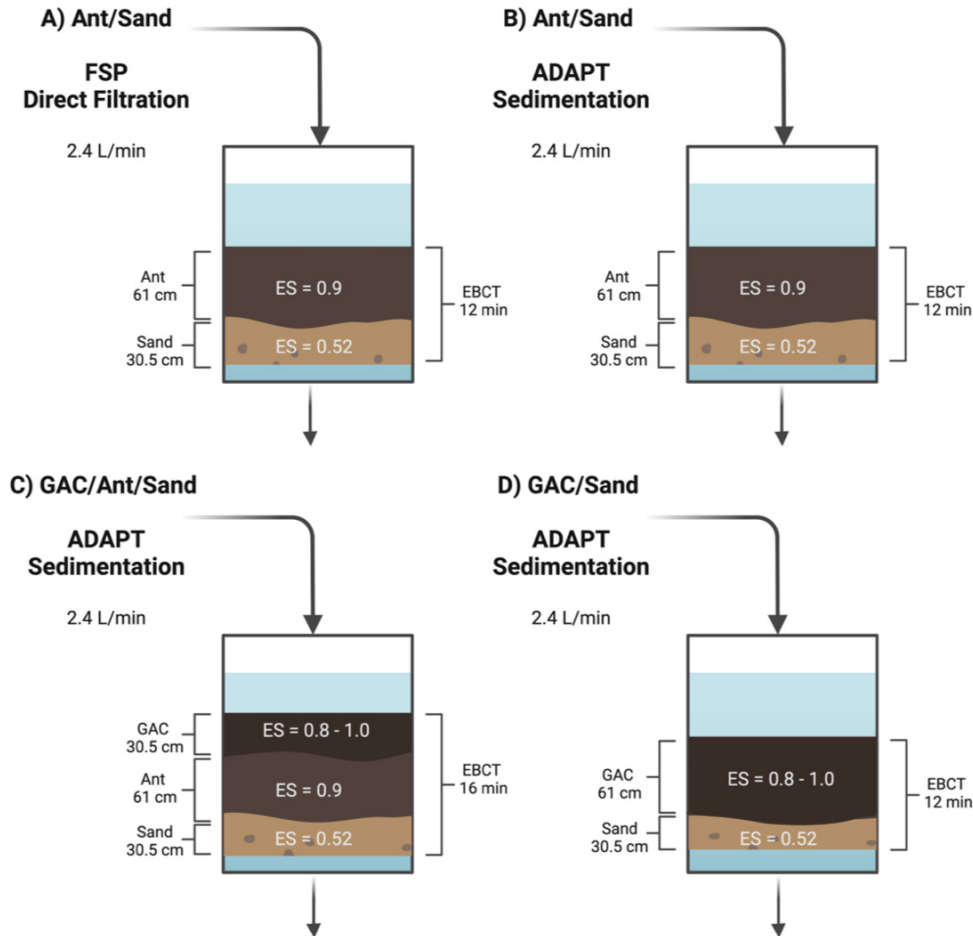 A) Ant/Sand
FSP
Direct Filtration
2.4 L/min
Ant
61 cm
Sand
30.5 cm
ES = 0.9
ES = 0.52
EBCT
12 min
B) Ant/Sand
ADAPT
Sedimentation
2.4 L/min
Ant
61 cm
Sand
30.5 cm
ES = 0.9
ES = 0.52
EBCT
12 min
C) GAC/Ant/Sand
ADAPT
Sedimentation
2.4 L/min
GAC
30.5 cm
Ant
61 cm
Sand
30.5 cm
ES = 0.8 - 1.0
ES = 0.9
ES = 0.52
EBCT
16 min
D) GAC/Sand
ADAPT
Sedimentation
2.4 L/min
GAC
61 cm
Sand
30.5 cm
ES = 0.8 - 1.0
ES = 0.52
EBCT
12 min